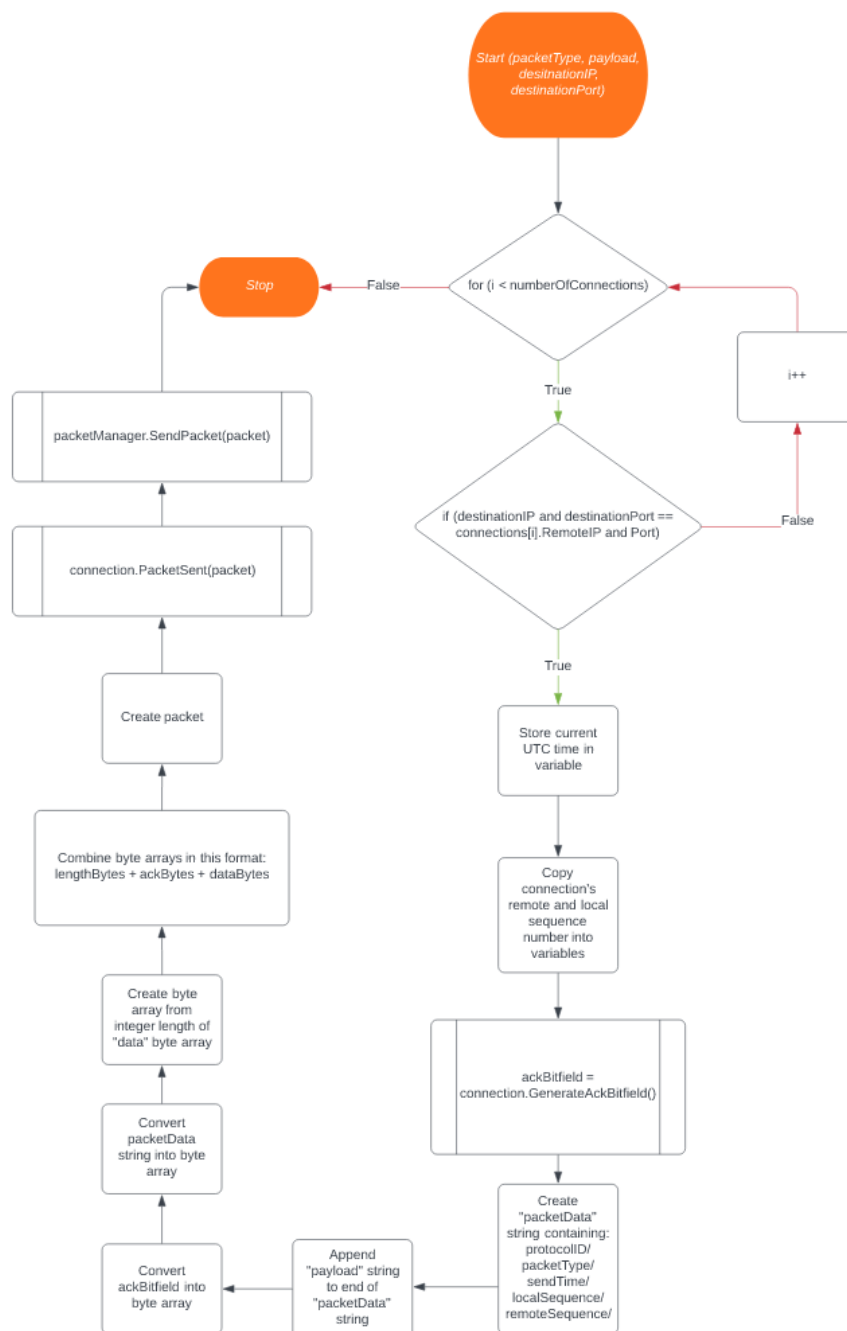 Start (packetType, payload,
desitnationIP,
destinationPort)
for (i < numberOfConnections)
False
Stop
True
i++
if (destinationIP and destinationPort ==
connections[i].RemoteIP and Port)
False
True
Store current
UTC time in
variable
Copy
connection's
remote and local
sequence
number into
variables
ackBitfield =
connection.GenerateAckBitfield()
Create
"packetData"
string containing:
protocolID/
packetType/
sendTime/
localSequence/
remoteSequence/
Append
"payload" string
to end of
"packetData"
string
Convert
ackBitfield into
byte array
Convert
packetData
string into byte
array
Create byte
array from
integer length of
"data" byte array
Combine byte arrays in this format:
lengthBytes + ackBytes + dataBytes
Create packet
connection.PacketSent(packet)
packetManager.SendPacket(packet)